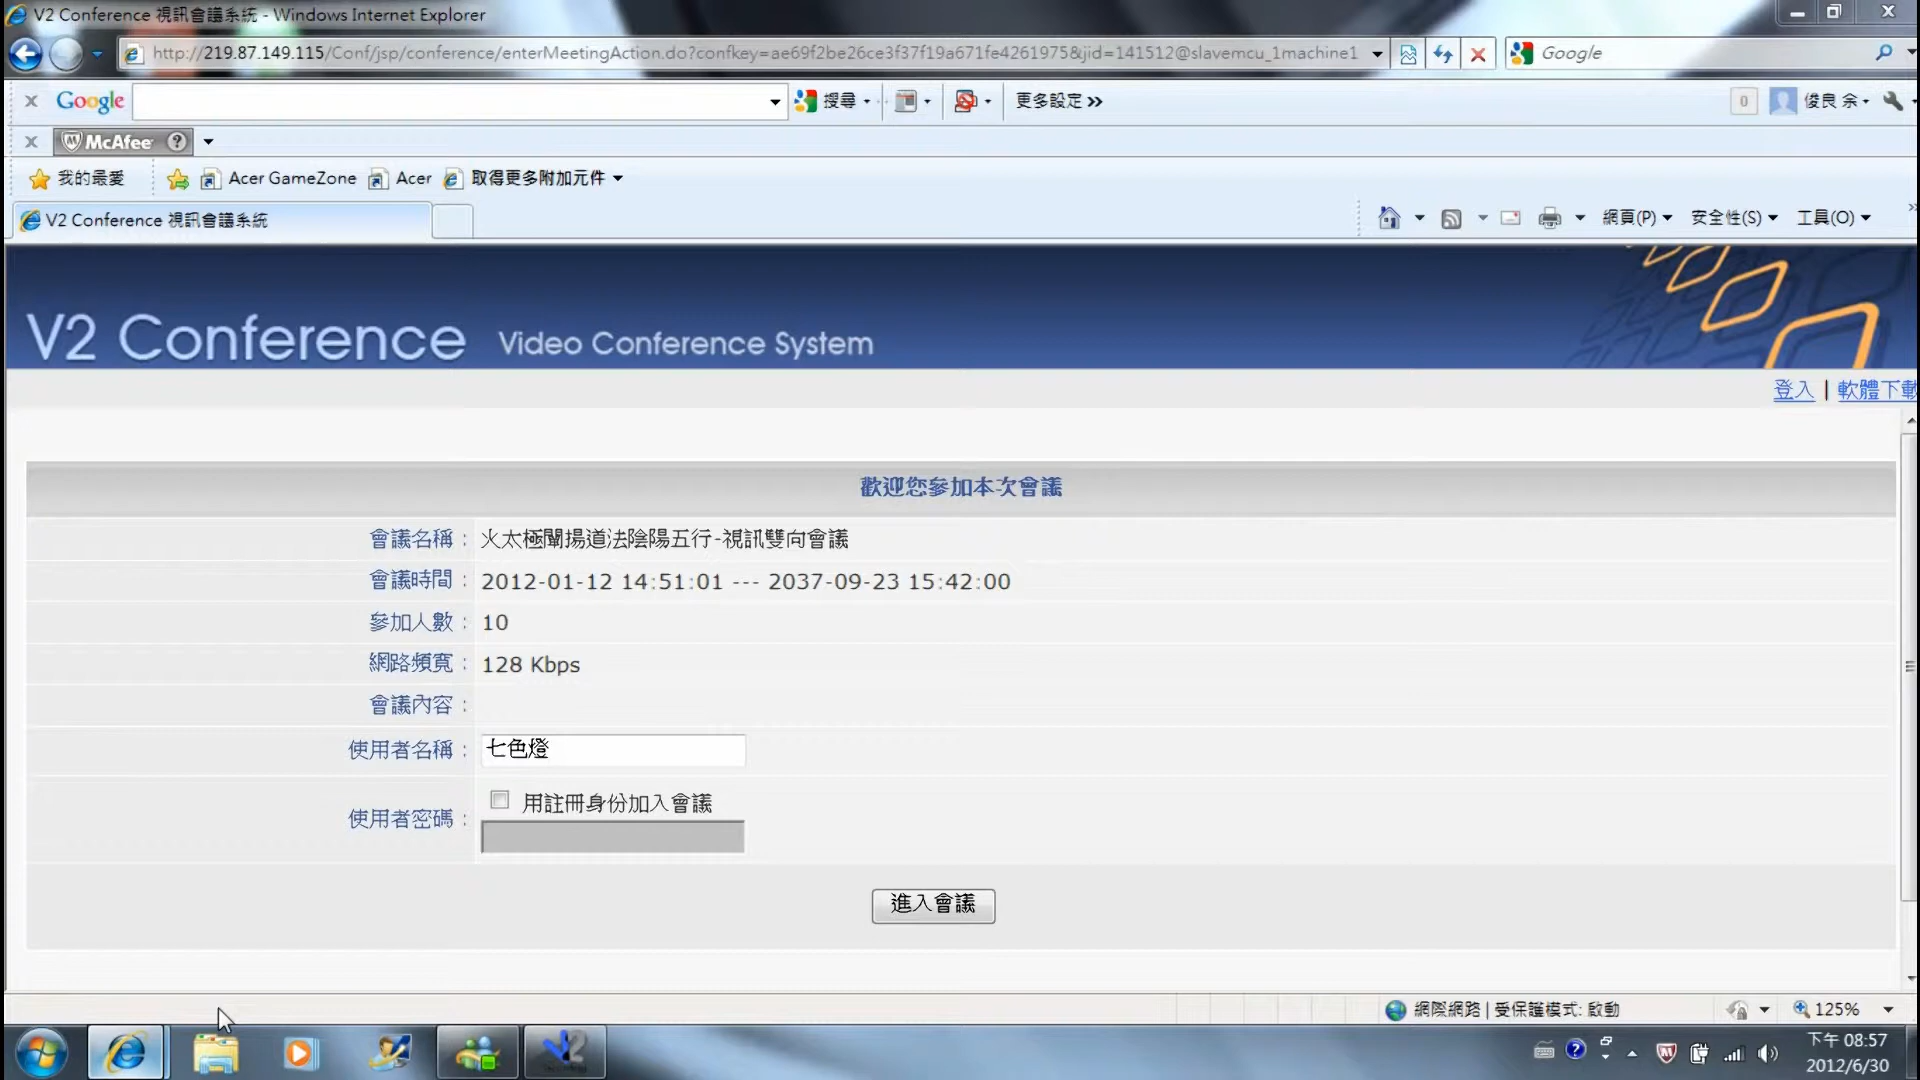 V2 Conference 視訊會議系統 - Windows Internet Explorer
http://219.87.149.115/Conf/jsp/conference/enterMeetingAction.do?confkey=ae69f2be26ce3f37f19a671fe4261975&jid=141512@slavemcu_1machine1
Google
x Google 搜尋 更多設定 » 0 俊良 余
x McAfee ?
我的最愛 Acer GameZone Acer 取得更多附加元件
V2 Conference 視訊會議系統 網頁(P) 安全性(S) 工具(O) »
V2 Conference Video Conference System
登入 | 軟體下載
歡迎您參加本次會議
會議名稱： 火太極闡揚道法陰陽五行-視訊雙向會議
會議時間： 2012-01-12 14:51:01 --- 2037-09-23 15:42:00
參加人數： 10
網路頻寬： 128 Kbps
會議內容：
使用者名稱： 七色燈
用註冊身份加入會議
使用者密碼：
進入會議
網際網路 | 受保護模式: 啟動 125%
V2
下午 08:57
2012/6/30